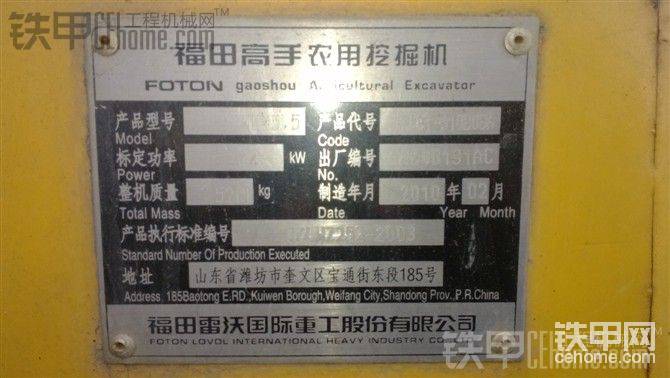 铁甲 工程机械网
cehome.com
福田高手农用挖掘机
FOTON gaoshou Agricultural Excavator
产品型号 产品代号
Model Code
标定功率 kW 出厂编号
Power No.
整机质量 kg 制造年月 2010 年 02 月
Total Mass Date Year Month
产品执行标准编号
Standard Number Of Production Executed
地址 山东省潍坊市奎文区宝通街东段185号
Address 185Baotong E.RD.,Kuiwen Borough,Weifang City,Shandong Prov.,P.R.China
福田雷沃国际重工股份有限公司
FOTON LOVOL INTERNATIONAL HEAVY INDUSTRY CO.
铁甲网
cehome.com